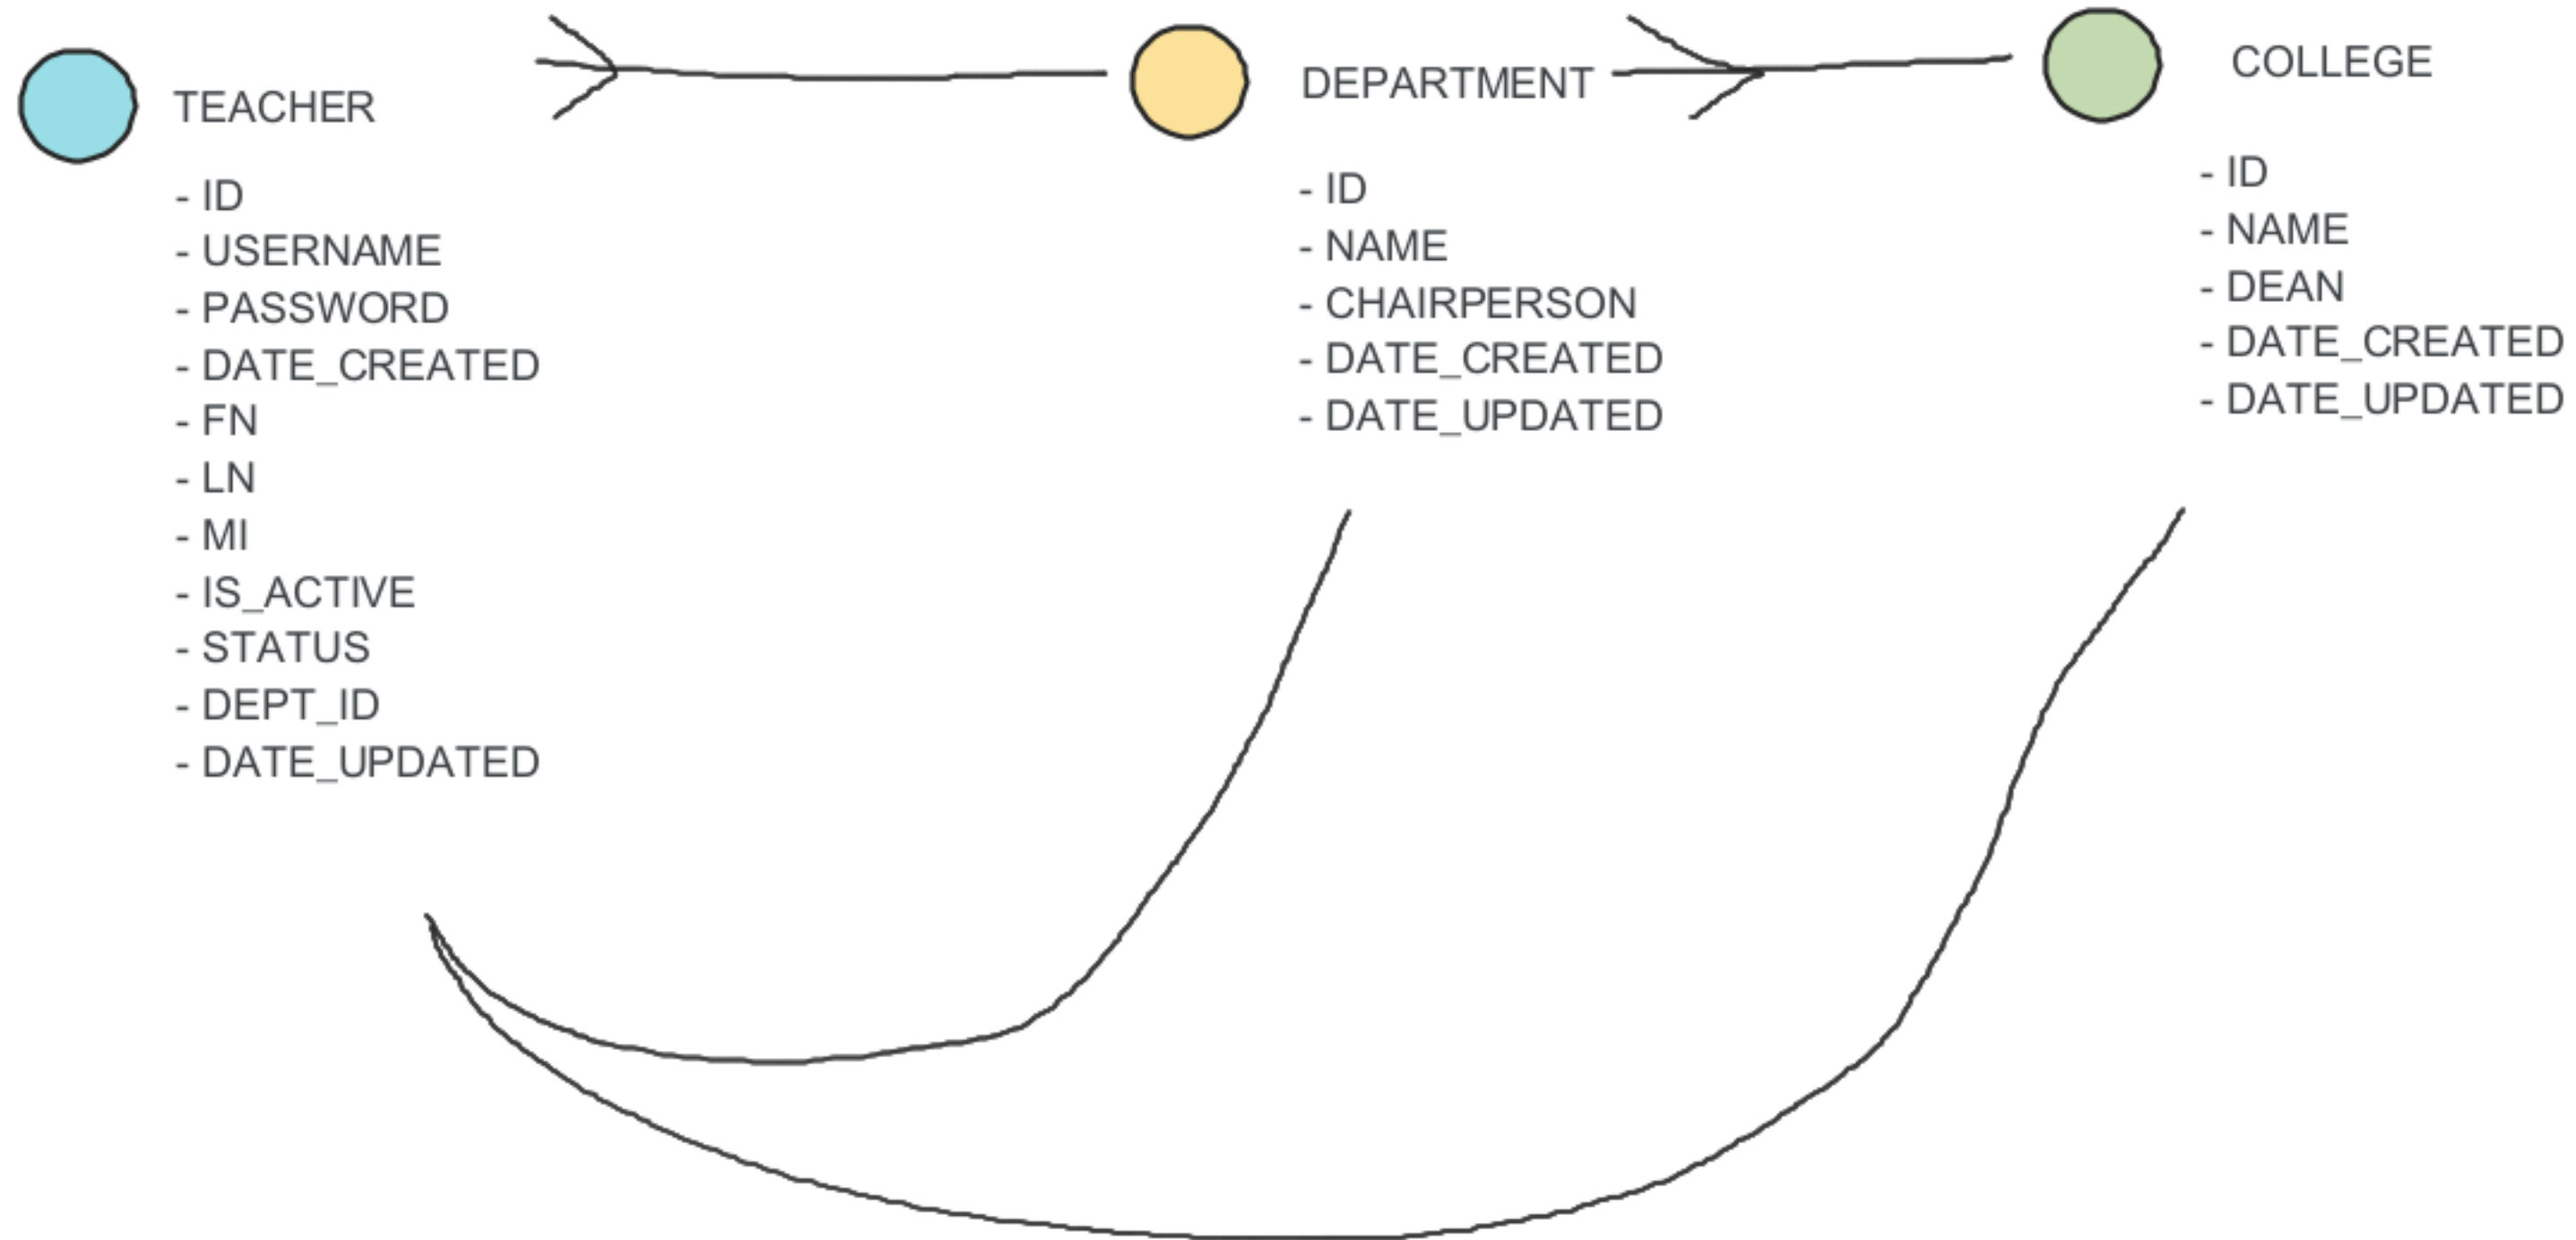 TEACHER
- ID
- USERNAME
- PASSWORD
- DATE_CREATED
- FN
- LN
- MI
- IS_ACTIVE
- STATUS
- DEPT_ID
- DATE_UPDATED
DEPARTMENT
- ID
- NAME
- CHAIRPERSON
- DATE_CREATED
- DATE_UPDATED
COLLEGE
- ID
- NAME
- DEAN
- DATE_CREATED
- DATE_UPDATED